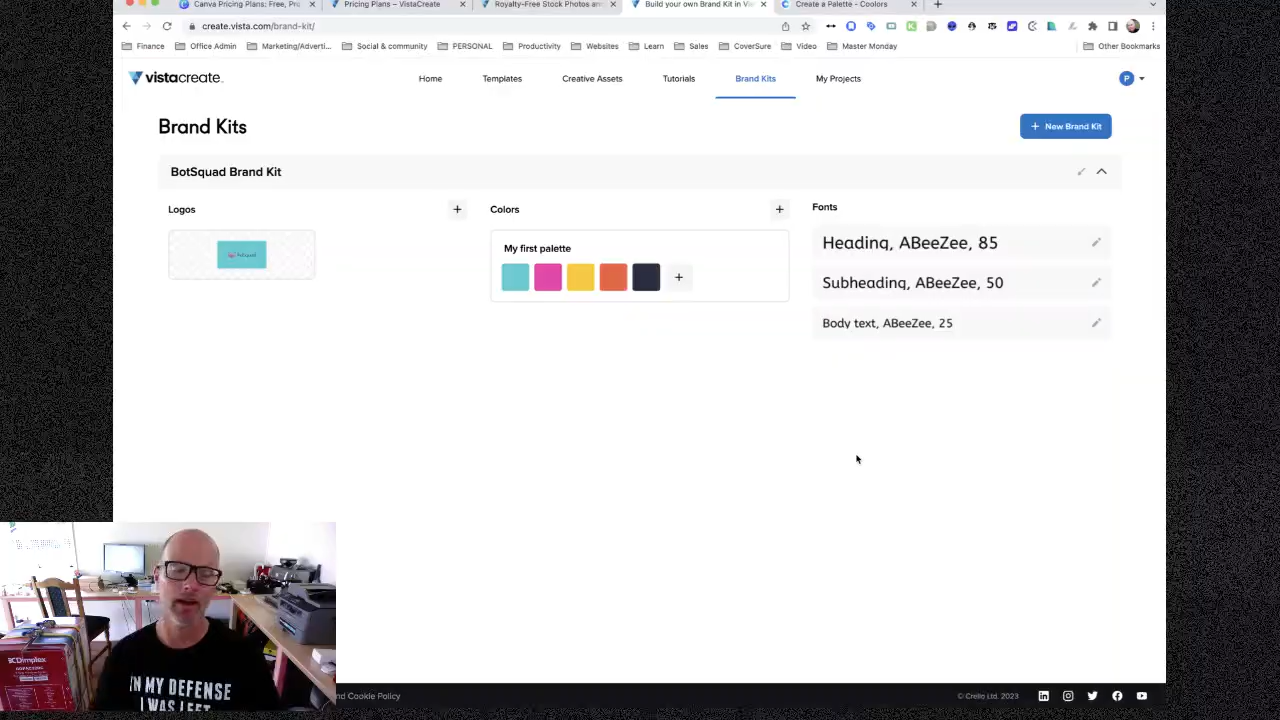 Canva Pricing Plans: Free, Pro
Pricing Plans – VistaCreate
Royalty-Free Stock Photos an
Build your own Brand Kit in Vi
Create a Palette - Coolors
create.vista.com/brand-kit/
Finance
Office Admin
Marketing/Adverti...
Social & community
PERSONAL
Productivity
Websites
Learn
Sales
CoverSure
Video
Master Monday
Other Bookmarks
vistacreate
Home
Templates
Creative Assets
Tutorials
Brand Kits
My Projects
P
Brand Kits
+ New Brand Kit
BotSquad Brand Kit
Logos
+
Colors
+
Fonts
My first palette
+
Heading, ABeeZee, 85
Subheading, ABeeZee, 50
Body text, ABeeZee, 25
Dimplex
IN MY DEFENSE
I WAS LEFT
nd Cookie Policy
© Crello Ltd. 2023